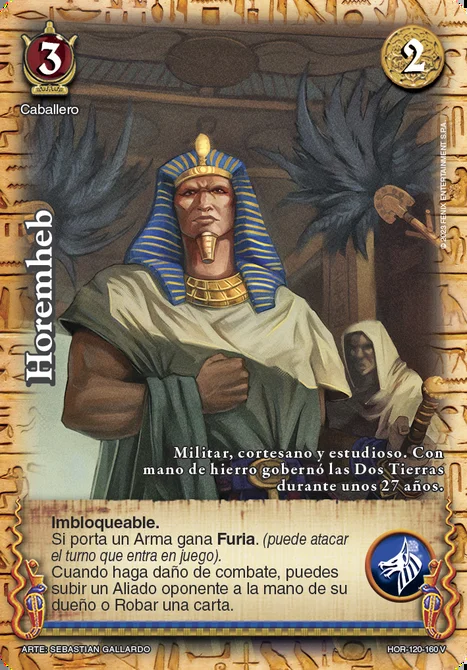 3
2
Caballero
© 2023 FENIX ENTERTAINMENT S.P.A.
Horemheb
Militar, cortesano y estudioso. Con
mano de hierro gobernó las Dos Tierras
durante unos 27 años.
Imbloqueable.
Si porta un Arma gana Furia. (puede atacar
el turno que entra en juego).
Cuando haga daño de combate, puedes
subir un Aliado oponente a la mano de su
dueño o Robar una carta.
ARTE: SEBASTIAN GALLARDO
HOR-120-160 V